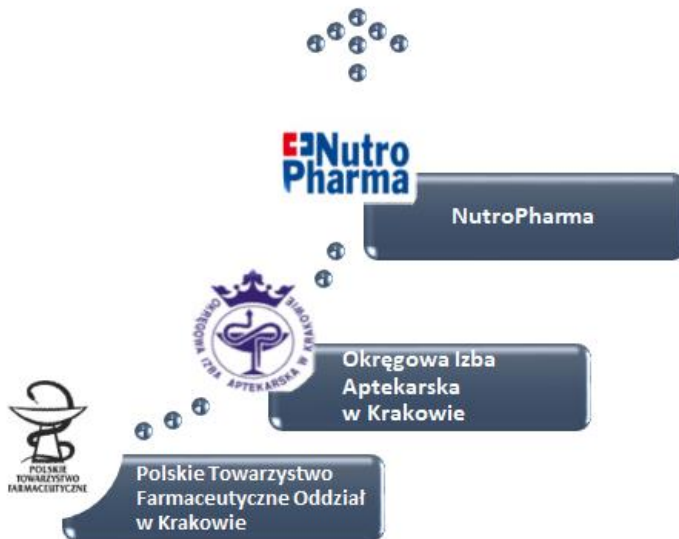 Nutro
Pharma
NutroPharma
OKRĘGOWA IZBA APTEKARSKA W KRAKOWIE
Okręgowa Izba
Aptekarska
w Krakowie
POLSKIE
TOWARZYSTWO
FARMACEUTYCZNE
Polskie Towarzystwo
Farmaceutyczne Oddział
w Krakowie